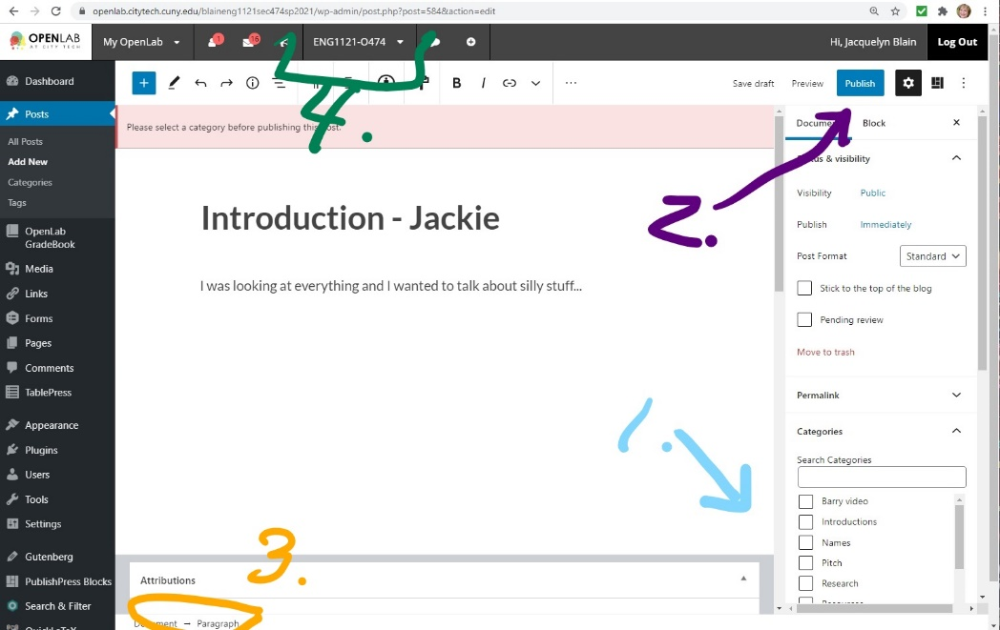 openlab.citytech.cuny.edu/blaineng1121sec474sp2021/wp-admin/post.php?post=584&action=edit
OPENLAB
AT CITY TECH
My OpenLab
1
16
ENG1121-O474
Hi, Jacquelyn Blain
Log Out
Dashboard
Posts
All Posts
Add New
Categories
Tags
OpenLab
GradeBook
Media
Links
Forms
Pages
Comments
TablePress
Appearance
Plugins
Users
Tools
Settings
Gutenberg
PublishPress Blocks
Search & Filter
QuickLaTeX
B
I
Save draft
Preview
Publish
4.
Please select a category before publishing this post.
Introduction - Jackie
I was looking at everything and I wanted to talk about silly stuff...
2.
1.
3.
Attributions
Document → Paragraph
Document
Block
Status & visibility
Visibility
Public
Publish
Immediately
Post Format
Standard
Stick to the top of the blog
Pending review
Move to trash
Permalink
Categories
Search Categories
Barry video
Introductions
Names
Pitch
Research
Resources